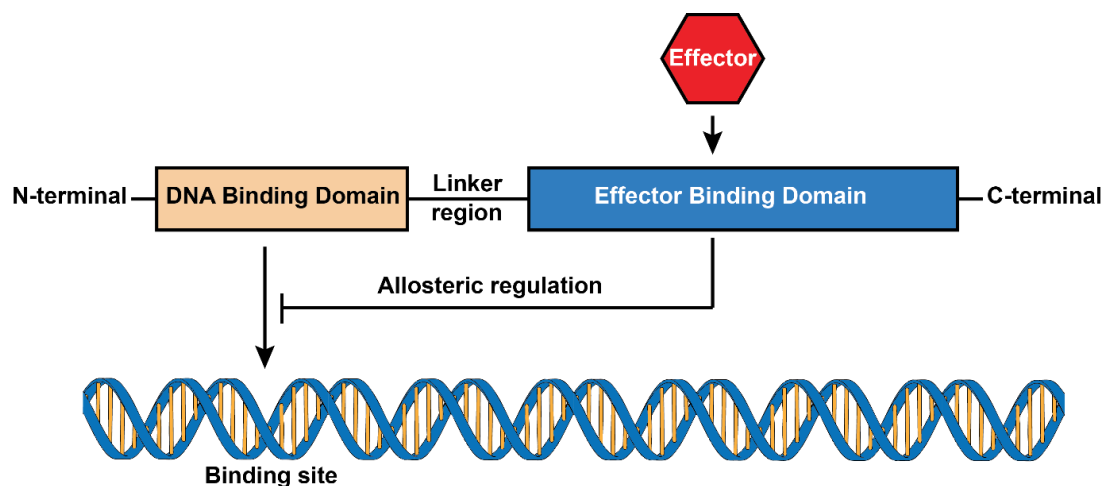 Effector
N-terminal
DNA Binding Domain
Linker
region
Effector Binding Domain
C-terminal
Allosteric regulation
Binding site